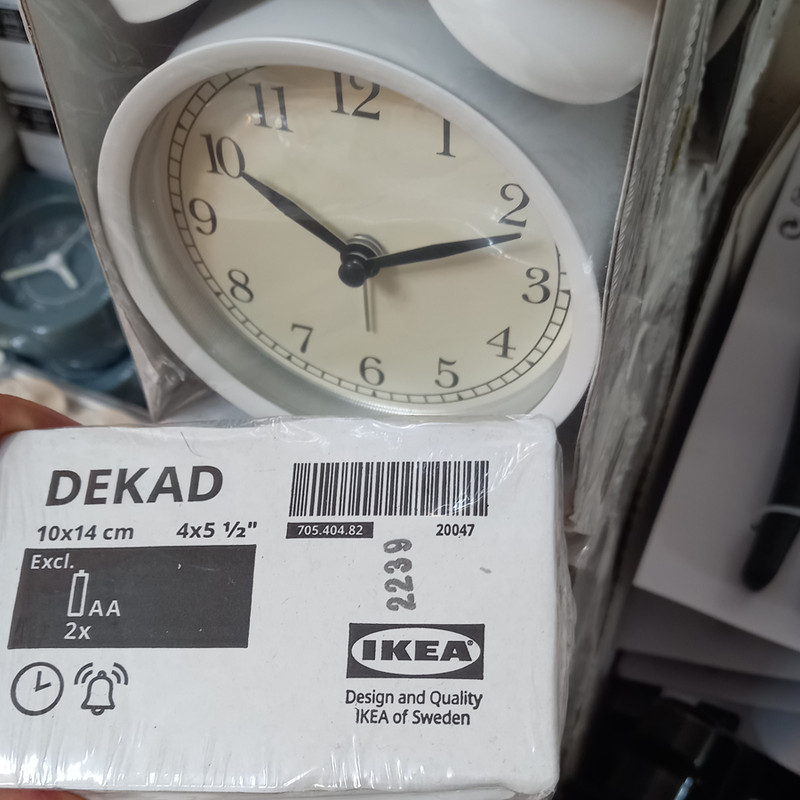 12
11
1
10
2
9
3
8
4
7
5
6
DEKAD
10x14 cm 4x5 ½"
705.404.82 20047
Excl.
AA
2x
2239
IKEA®
Design and Quality
IKEA of Sweden